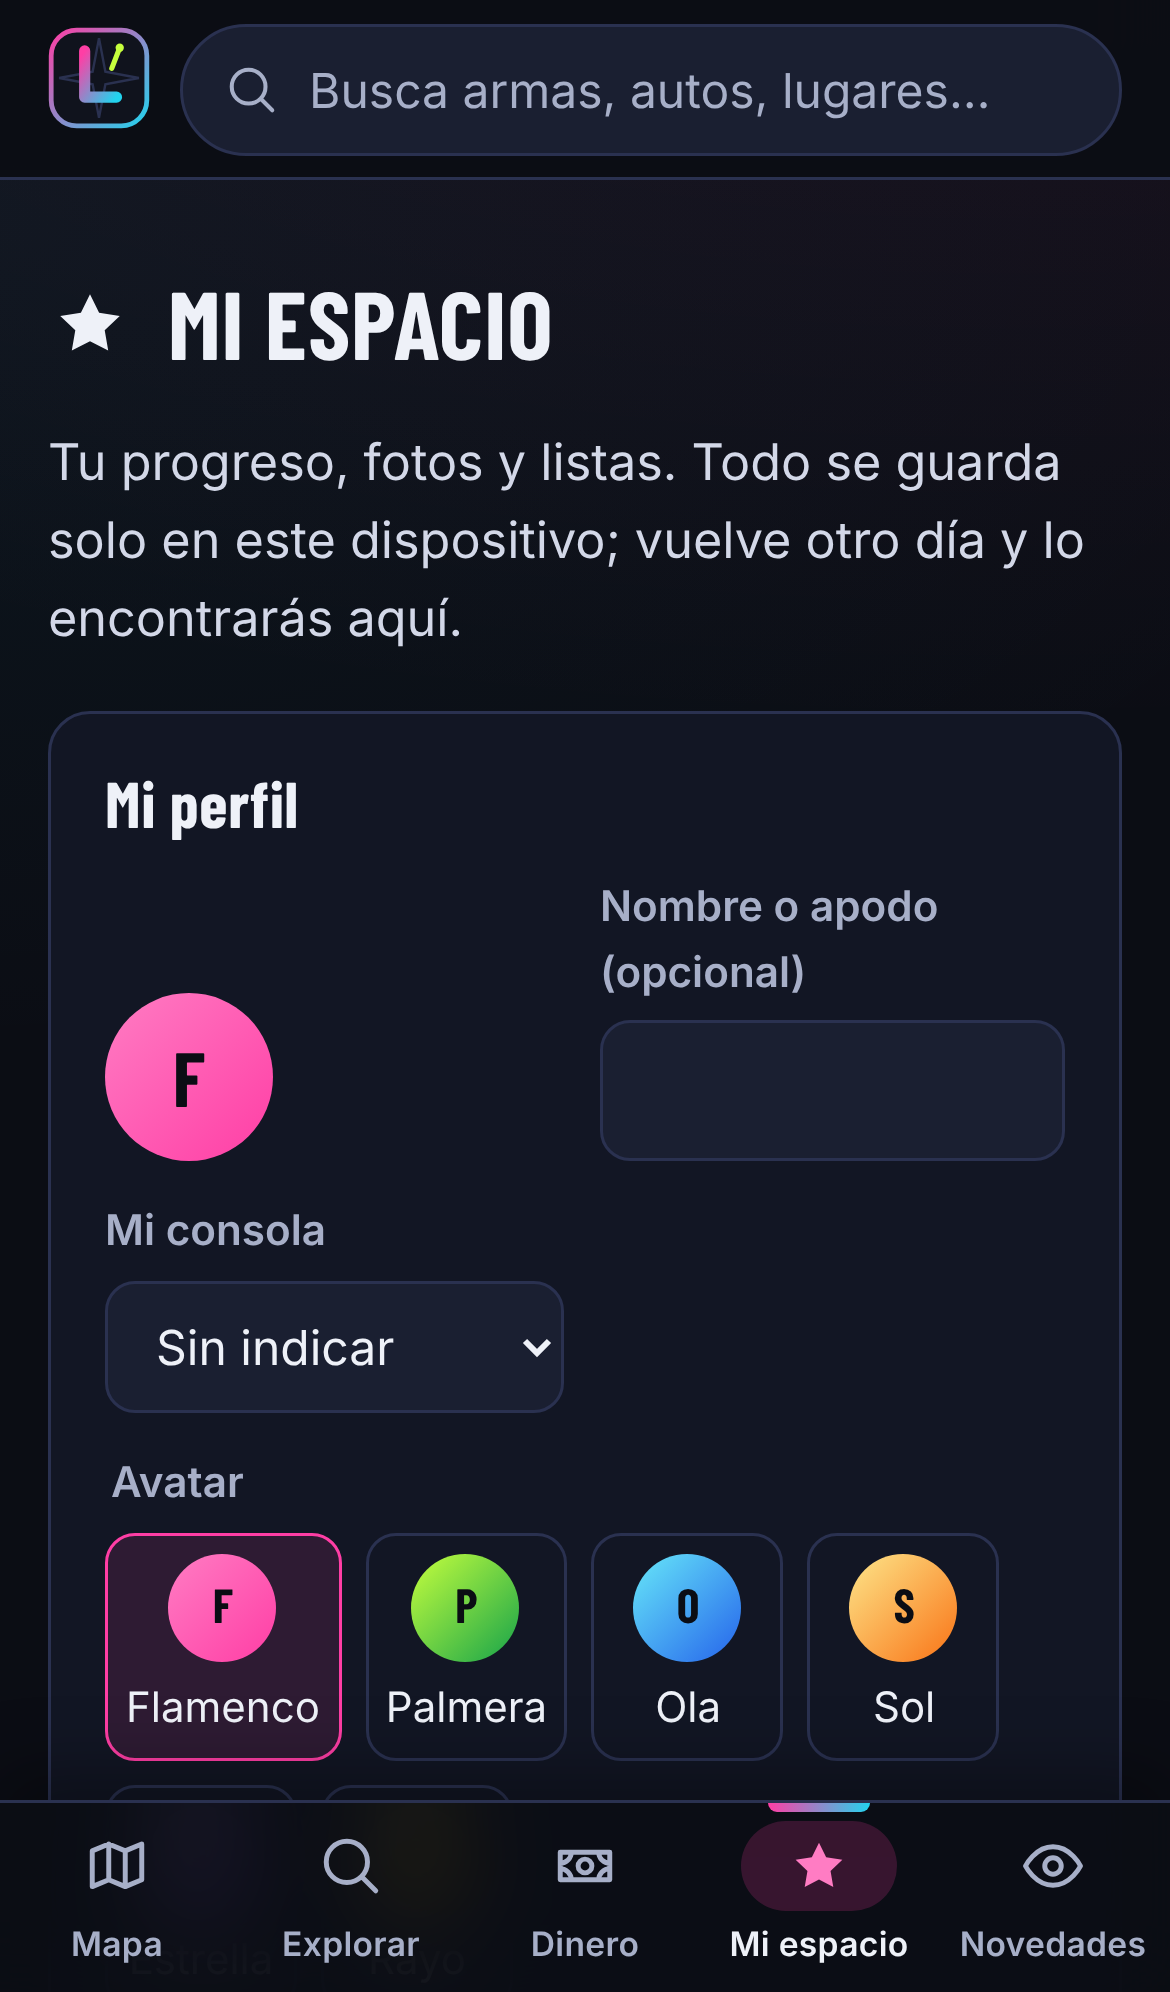 Busca armas, autos, lugares...
MI ESPACIO
Tu progreso, fotos y listas. Todo se guarda
solo en este dispositivo; vuelve otro día y lo
encontrarás aquí.
Mi perfil
Nombre o apodo
(opcional)
F
Mi consola
Sin indicar
Avatar
F
P
O
S
Flamenco
Palmera
Ola
Sol
Estrella
Rayo
Mapa
Explorar
Dinero
Mi espacio
Novedades